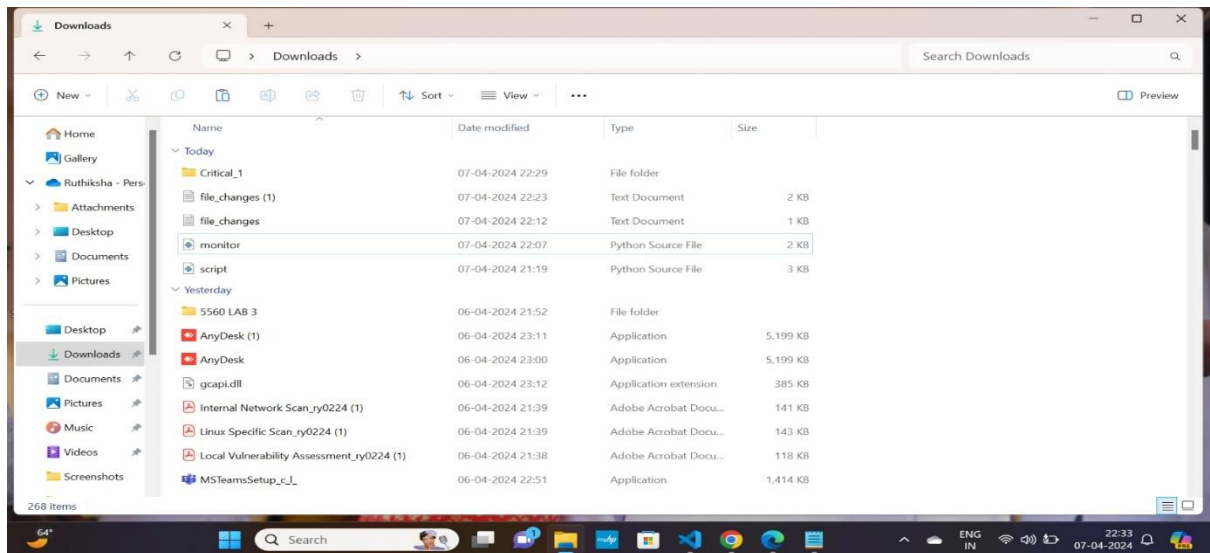 Downloads
Downloads
Search Downloads
New
Sort
View
Preview
Home
Gallery
Ruthiksha - Pers
Attachments
Desktop
Documents
Pictures
Desktop
Downloads
Documents
Pictures
Music
Videos
Screenshots
Name Date modified Type Size
Today
Critical_1 07-04-2024 22:29 File folder
file_changes (1) 07-04-2024 22:23 Text Document 2 KB
file_changes 07-04-2024 22:12 Text Document 1 KB
monitor 07-04-2024 22:07 Python Source File 2 KB
script 07-04-2024 21:19 Python Source File 3 KB
Yesterday
5560 LAB 3 06-04-2024 21:52 File folder
AnyDesk (1) 06-04-2024 23:11 Application 5,199 KB
AnyDesk 06-04-2024 23:00 Application 5,199 KB
gcapi.dll 06-04-2024 23:12 Application extension 385 KB
Internal Network Scan_ry0224 (1) 06-04-2024 21:39 Adobe Acrobat Docu... 141 KB
Linux Specific Scan_ry0224 (1) 06-04-2024 21:39 Adobe Acrobat Docu... 143 KB
Local Vulnerability Assessment_ry0224 (1) 06-04-2024 21:38 Adobe Acrobat Docu... 118 KB
MSTeamsSetup_c_l_ 06-04-2024 22:51 Application 1,414 KB
268 items
64°
Search
ENG
IN
22:33
07-04-2024